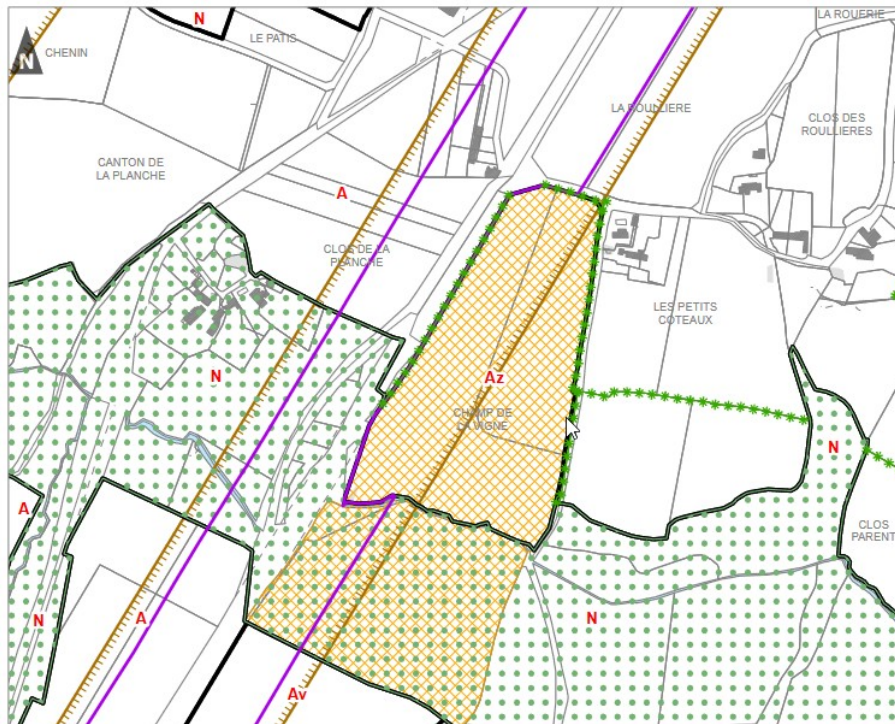 N
LA ROUERIE
LE PATIS
N
CHENIN
LA ROULLIERE
CLOS DES
ROULLIERES
CANTON DE
LA PLANCHE
A
CLOS DE LA
PLANCHE
LES PETITS
COTEAUX
N
Az
CHAMP DE
LA VIGNE
N
A
CLOS
PARENT
A
N
N
Av